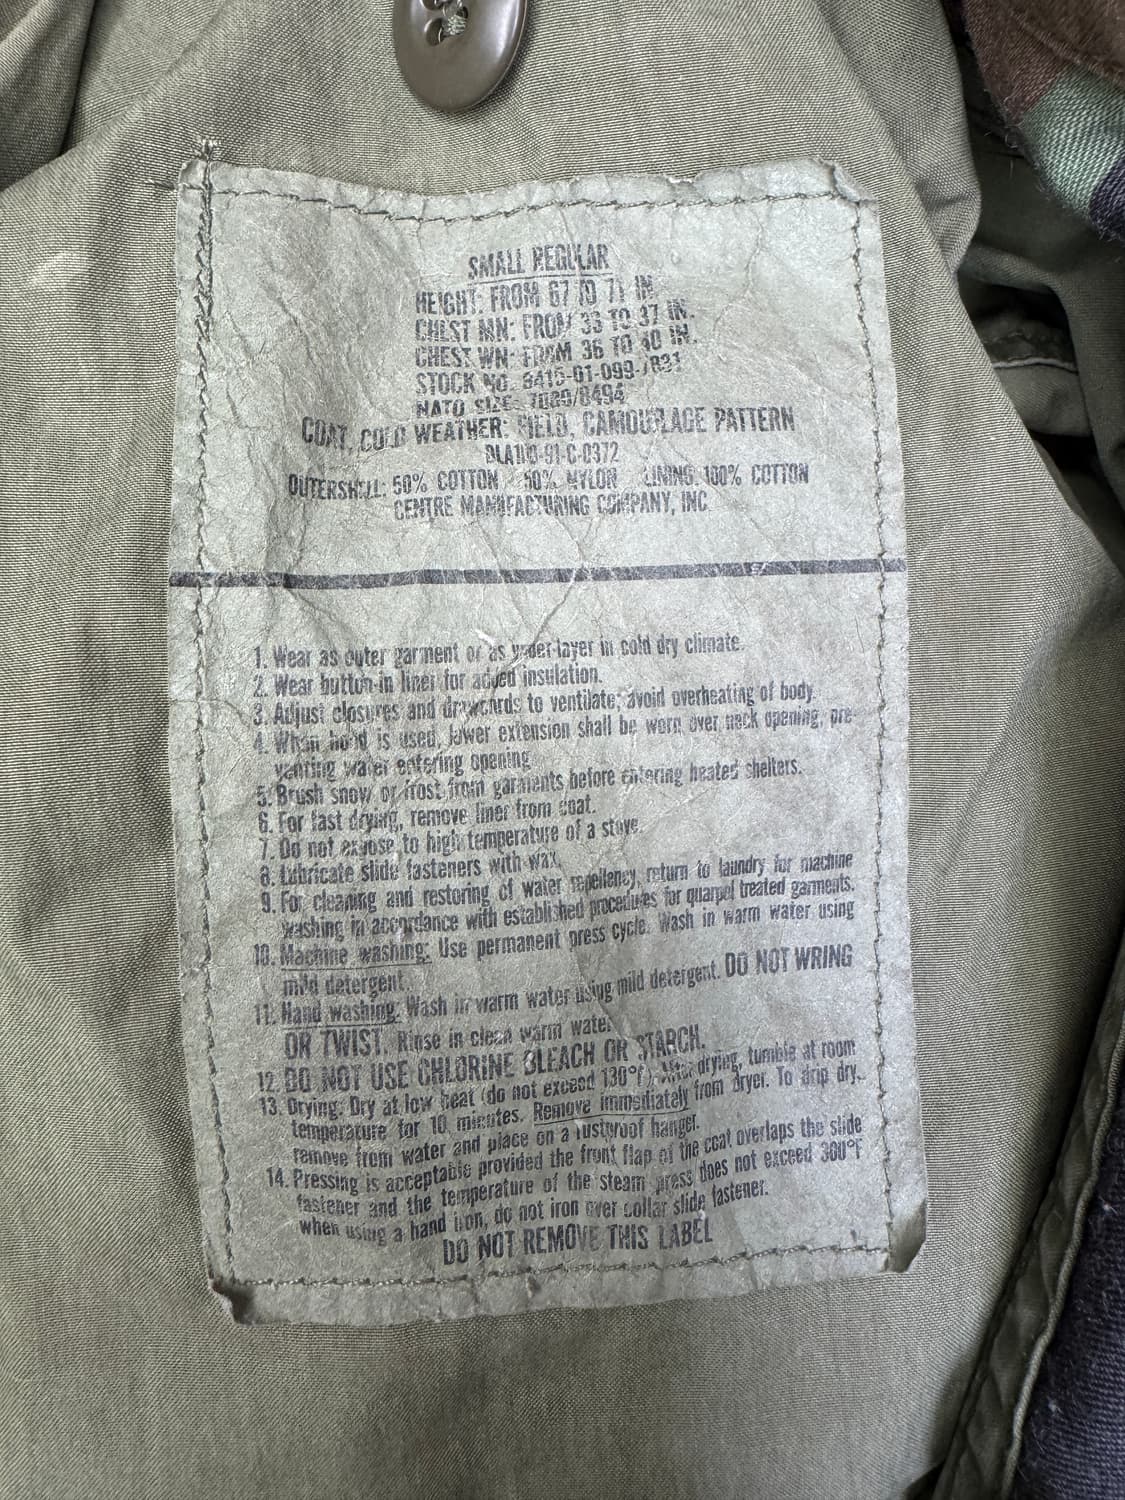 SMALL REGULAR
HEIGHT: FROM 67 TO 71 IN.
CHEST MN: FROM 33 TO 37 IN.
CHEST WN: FROM 36 TO 40 IN.
STOCK NO. 8415-01-099-7831
NATO SIZE: 7080/8494
COAT, COLD WEATHER: FIELD, CAMOUFLAGE PATTERN
DLA100-91-C-0372
OUTERSHELL: 50% COTTON 50% NYLON LINING: 100% COTTON
CENTRE MANUFACTURING COMPANY, INC
1. Wear as outer garment or as under-layer in cold dry climate.
2. Wear button-in liner for added insulation.
3. Adjust closures and drawcords to ventilate; avoid overheating of body.
4. When hood is used, lower extension shall be worn over neck opening, pre-
venting water entering opening
5. Brush snow or frost from garments before entering heated shelters.
6. For fast drying, remove liner from coat.
7. Do not expose to high temperature of a stove.
8. Lubricate slide fasteners with wax.
9. For cleaning and restoring of water repellency, return to laundry for machine
washing in accordance with established procedures for quarpel treated garments.
10. Machine washing: Use permanent press cycle. Wash in warm water using
mild detergent.
11. Hand washing: Wash in warm water using mild detergent. DO NOT WRING
OR TWIST. Rinse in clean warm water.
12. DO NOT USE CHLORINE BLEACH OR STARCH.
13. Drying: Dry at low heat (do not exceed 130°F). After drying, tumble at room
temperature for 10 minutes. Remove immediately from dryer. To drip dry,
remove from water and place on a rustproof hanger.
14. Pressing is acceptable provided the front flap of the coat overlaps the slide
fastener and the temperature of the steam press does not exceed 300°F
when using a hand iron, do not iron over collar slide fastener.
DO NOT REMOVE THIS LABEL